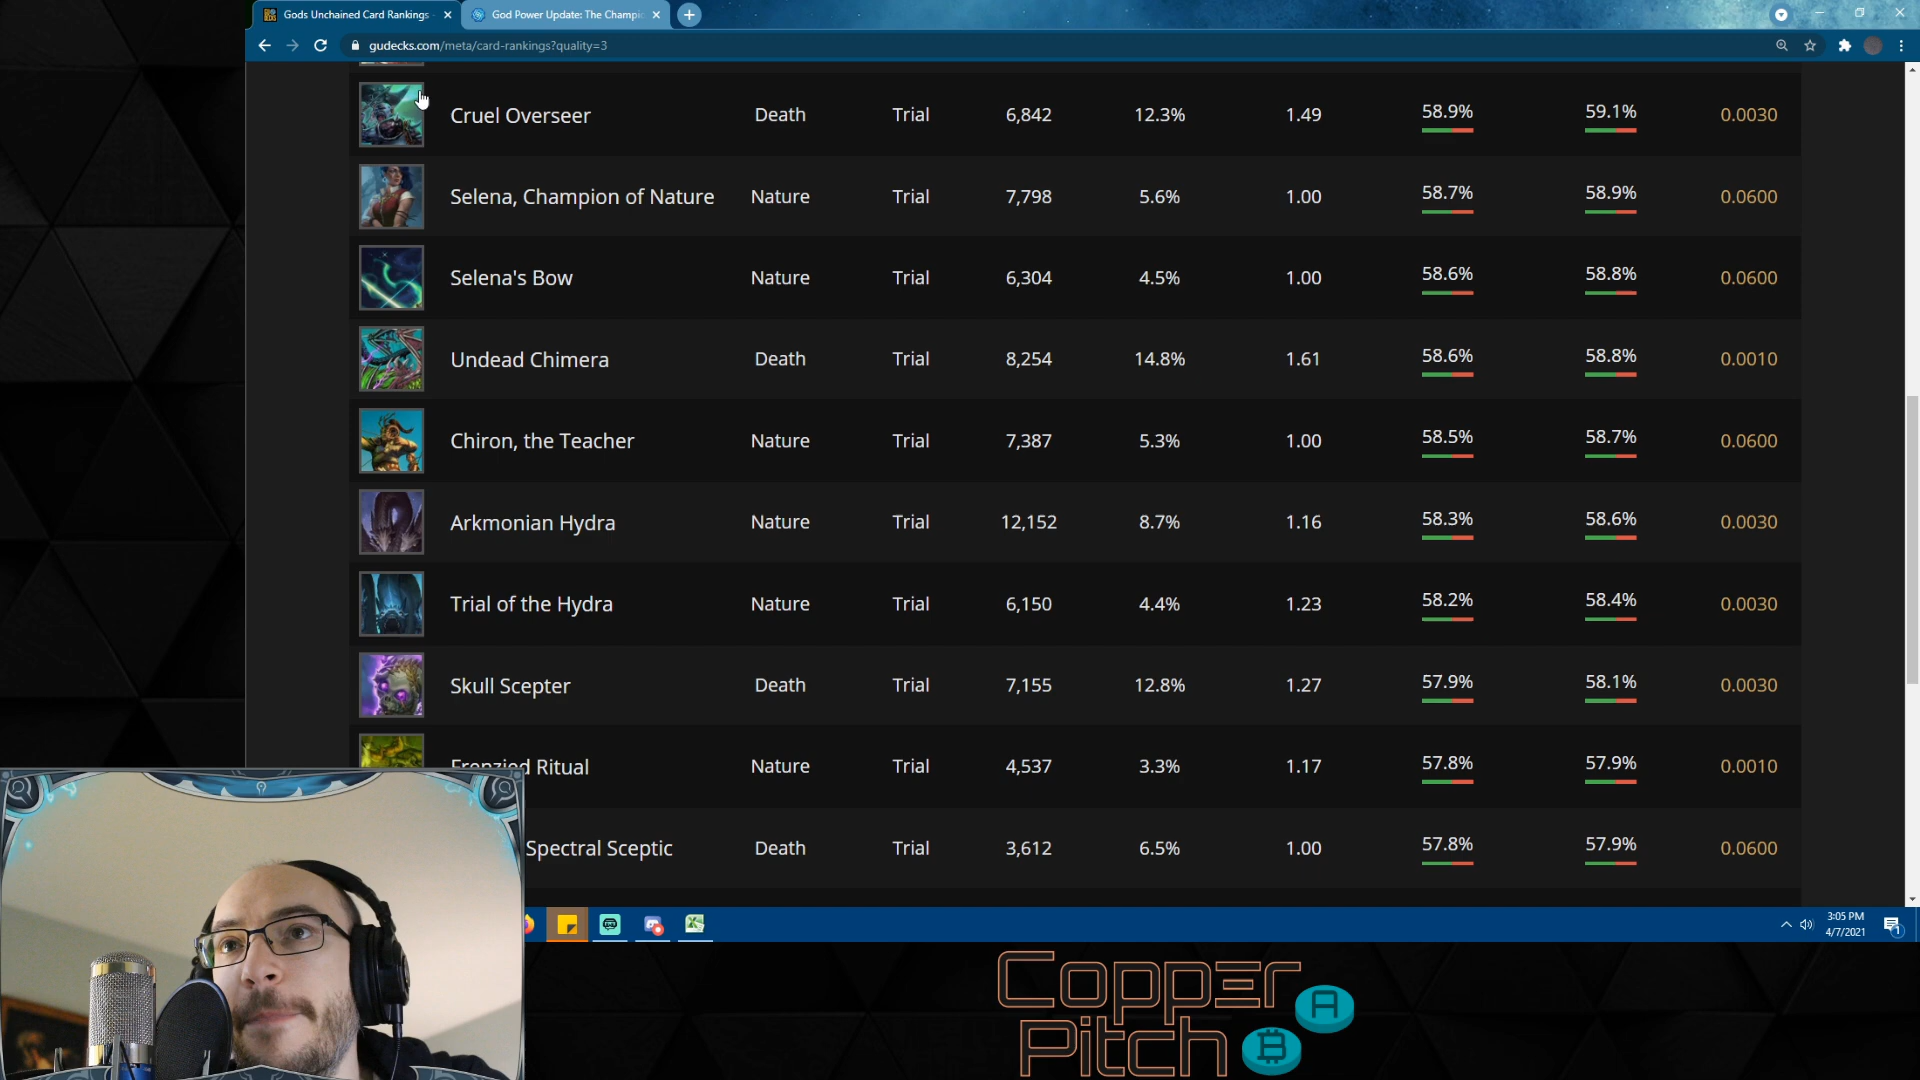 Gods Unchained Card Rankings
God Power Update: The Champi
gudecks.com/meta/card-rankings?quality=3
Cruel Overseer Death Trial 6,842 12.3% 1.49 58.9% 59.1% 0.0030
Selena, Champion of Nature Nature Trial 7,798 5.6% 1.00 58.7% 58.9% 0.0600
Selena's Bow Nature Trial 6,304 4.5% 1.00 58.6% 58.8% 0.0600
Undead Chimera Death Trial 8,254 14.8% 1.61 58.6% 58.8% 0.0010
Chiron, the Teacher Nature Trial 7,387 5.3% 1.00 58.5% 58.7% 0.0600
Arkmonian Hydra Nature Trial 12,152 8.7% 1.16 58.3% 58.6% 0.0030
Trial of the Hydra Nature Trial 6,150 4.4% 1.23 58.2% 58.4% 0.0030
Skull Scepter Death Trial 7,155 12.8% 1.27 57.9% 58.1% 0.0030
Frenzied Ritual Nature Trial 4,537 3.3% 1.17 57.8% 57.9% 0.0010
Spectral Sceptic Death Trial 3,612 6.5% 1.00 57.8% 57.9% 0.0600
3:05 PM
4/7/2021
1
Copper
Pitch
A
B